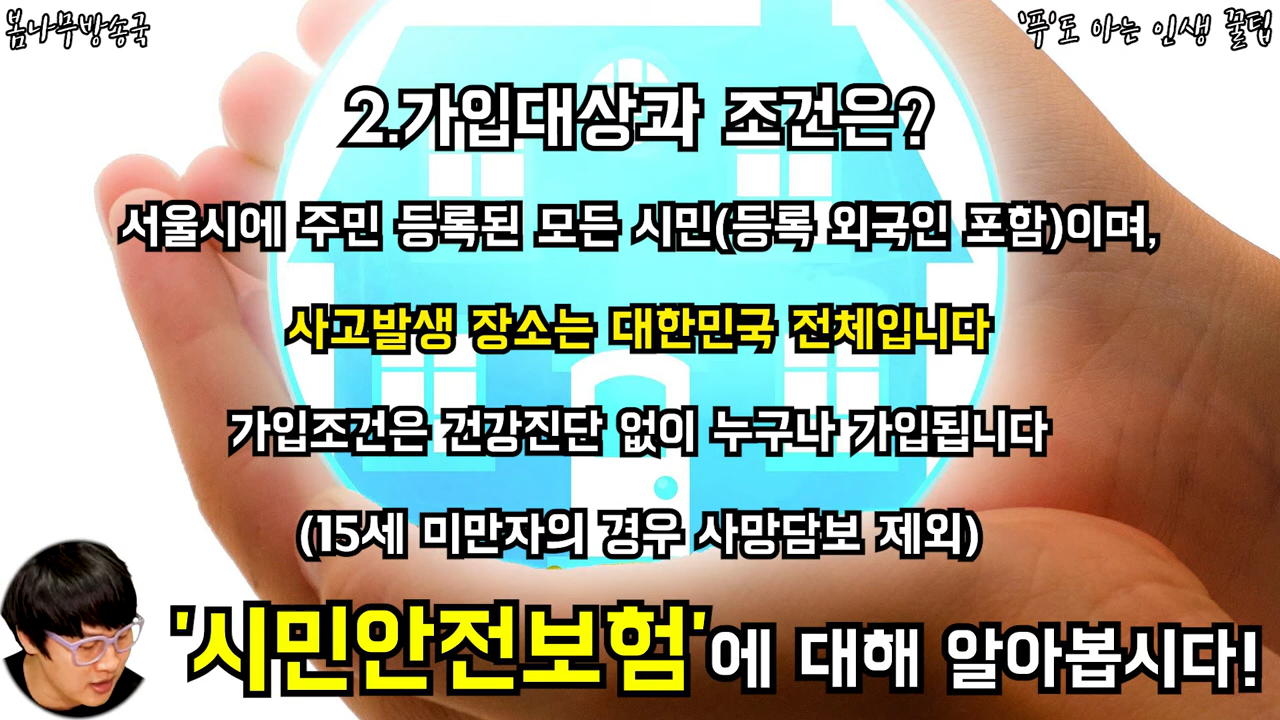 봄나무방송국
'푸'도 아는 인생 꿀팁
2.가입대상과 조건은?
서울시에 주민 등록된 모든 시민(등록 외국인 포함)이며,
사고발생 장소는 대한민국 전체입니다
가입조건은 건강진단 없이 누구나 가입됩니다
(15세 미만자의 경우 사망담보 제외)
'시민안전보험'에 대해 알아봅시다!